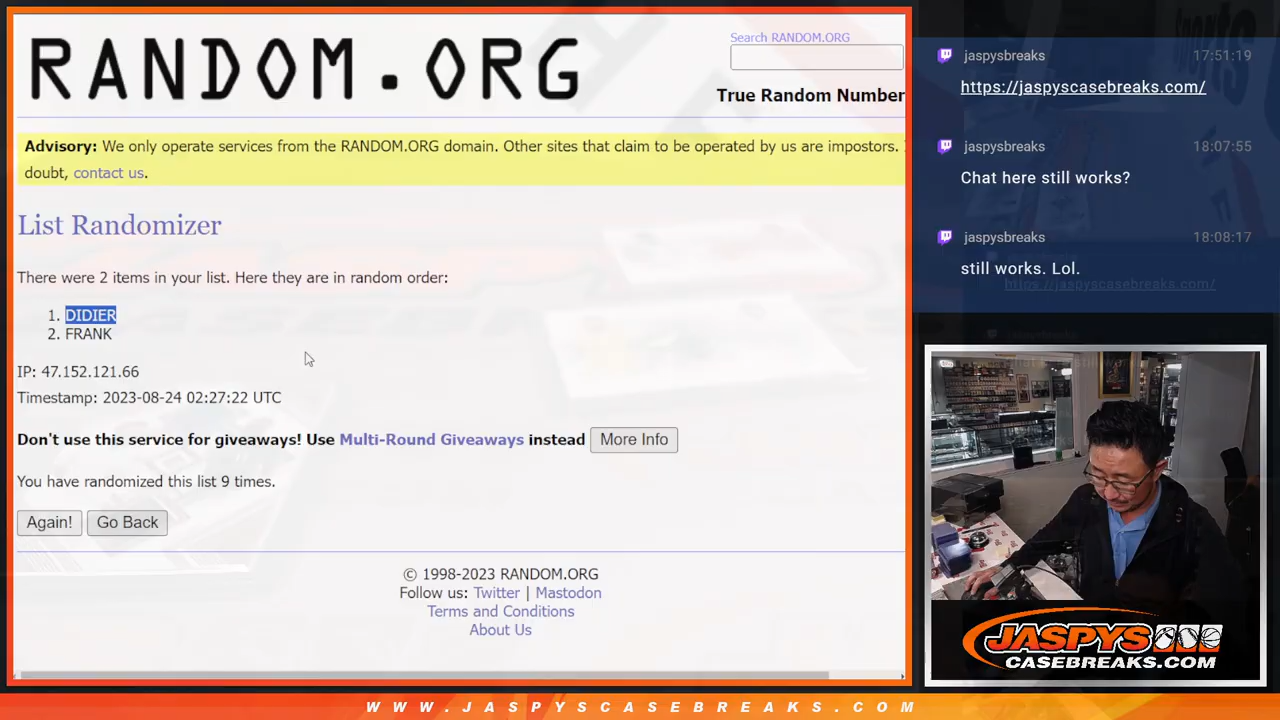 RANDOM.ORG
Search RANDOM.ORG
True Random Number
Advisory: We only operate services from the RANDOM.ORG domain. Other sites that claim to be operated by us are impostors.
doubt, contact us.
List Randomizer
There were 2 items in your list. Here they are in random order:
1. DIDIER
2. FRANK
IP: 47.152.121.66
Timestamp: 2023-08-24 02:27:22 UTC
Don't use this service for giveaways! Use Multi-Round Giveaways instead More Info
You have randomized this list 9 times.
Again! Go Back
© 1998-2023 RANDOM.ORG
Follow us: Twitter | Mastodon
Terms and Conditions
About Us
jaspysbreaks 17:51:19
https://jaspyscasebreaks.com/
jaspysbreaks 18:07:55
Chat here still works?
jaspysbreaks 18:08:17
still works. Lol.
https://jaspyscasebreaks.com/
jaspysbreaks
JASPYS
CASEBREAKS.COM
WWW.JASPYSCASEBREAKS.COM